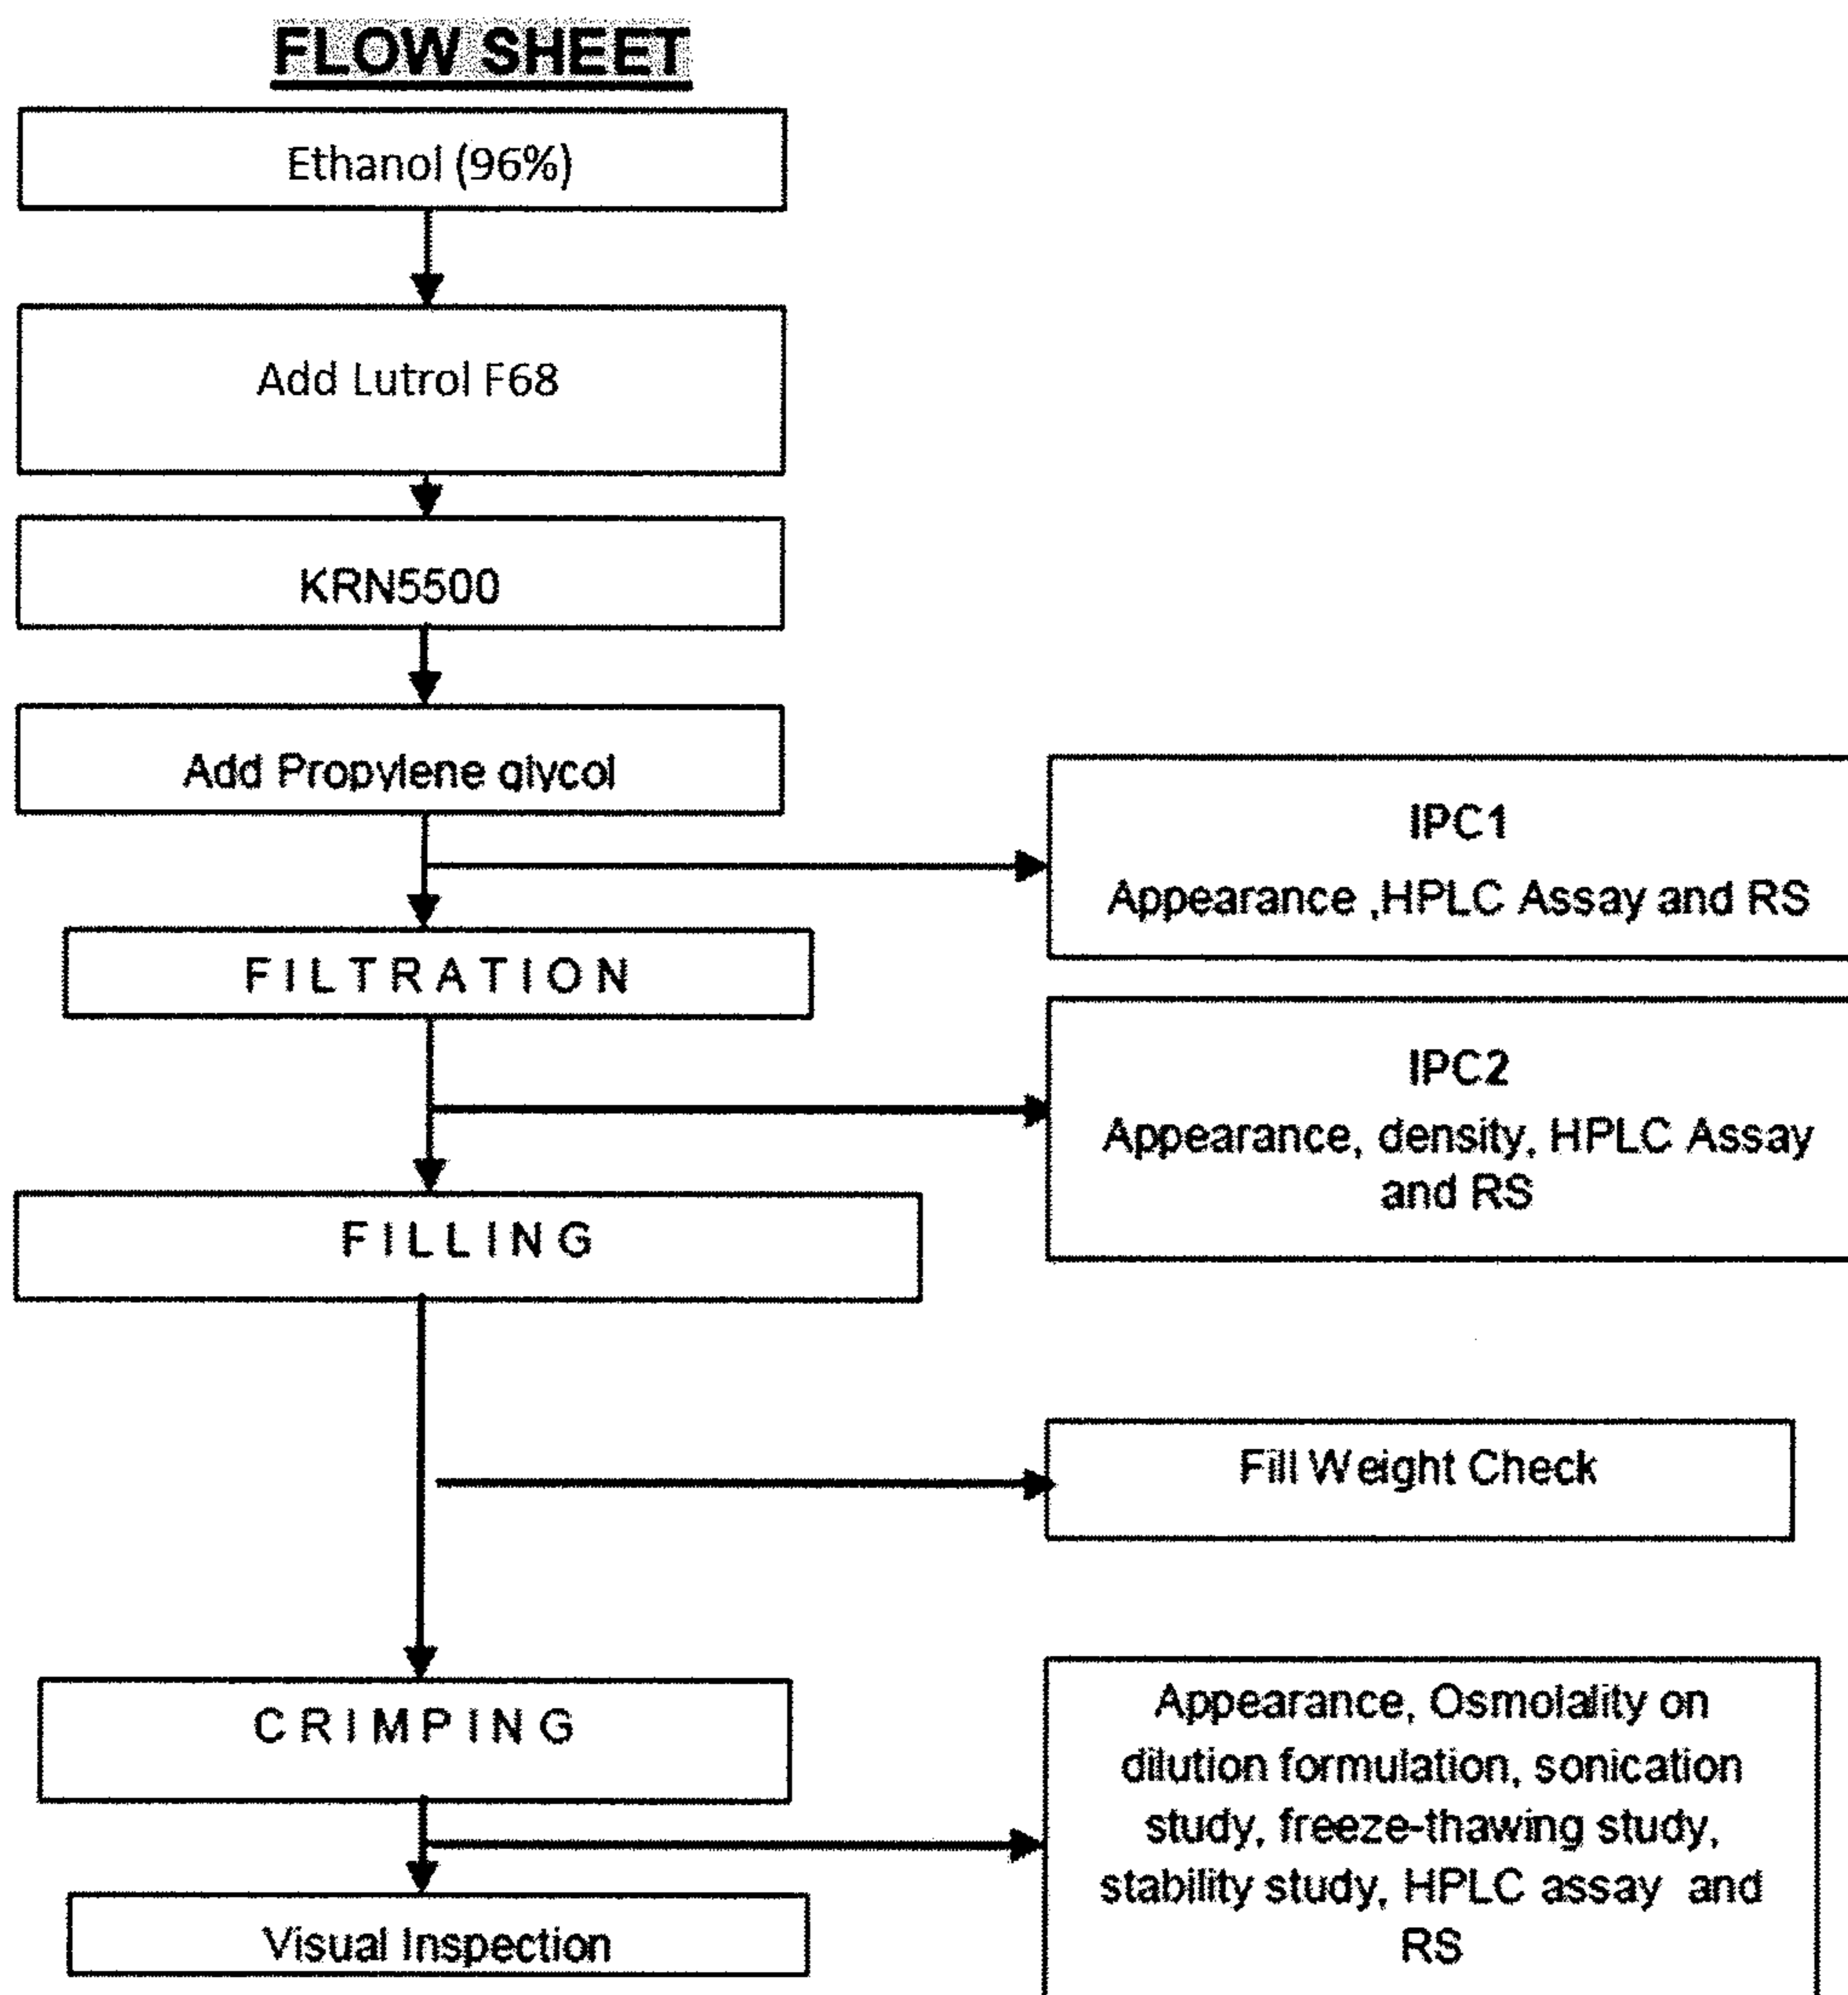 FLOW SHEET
Ethanol (96%)
Add Lutrol F68
KRN5500
Add Propylene glycol
IPC1
Appearance ,HPLC Assay and RS
FILTRATION
IPC2
Appearance, density, HPLC Assay
and RS
FILLING
Fill Weight Check
CRIMPING
Appearance, Osmolality on
dilution formulation, sonication
study, freeze-thawing study,
stability study, HPLC assay and
RS
Visual Inspection